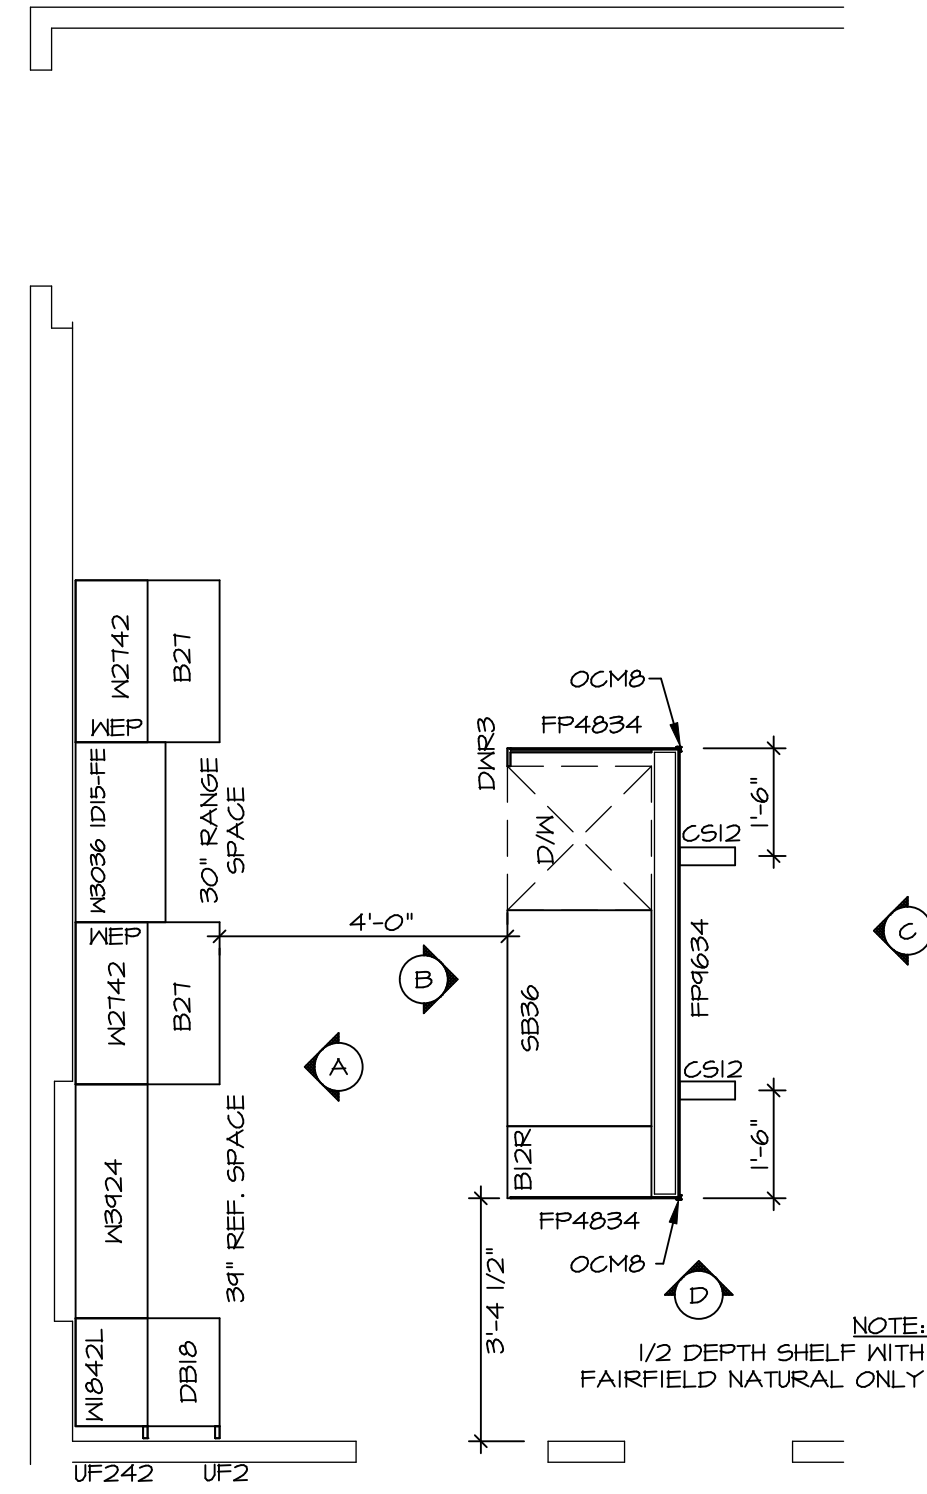 W2742
B27
WEP
W3036 1D15-FE
30" RANGE
SPACE
WEP
W2742
B27
W3924
39" REF. SPACE
W1842L
DB18
UF242
UF2
4'-0"
A
B
OCM8
FP4834
DWR3
D/W
CS12
1'-6"
C
FP9634
SB36
CS12
B12R
1'-6"
FP4834
OCM8
3'-4 1/2"
D
NOTE:
1/2 DEPTH SHELF WITH
FAIRFIELD NATURAL ONLY